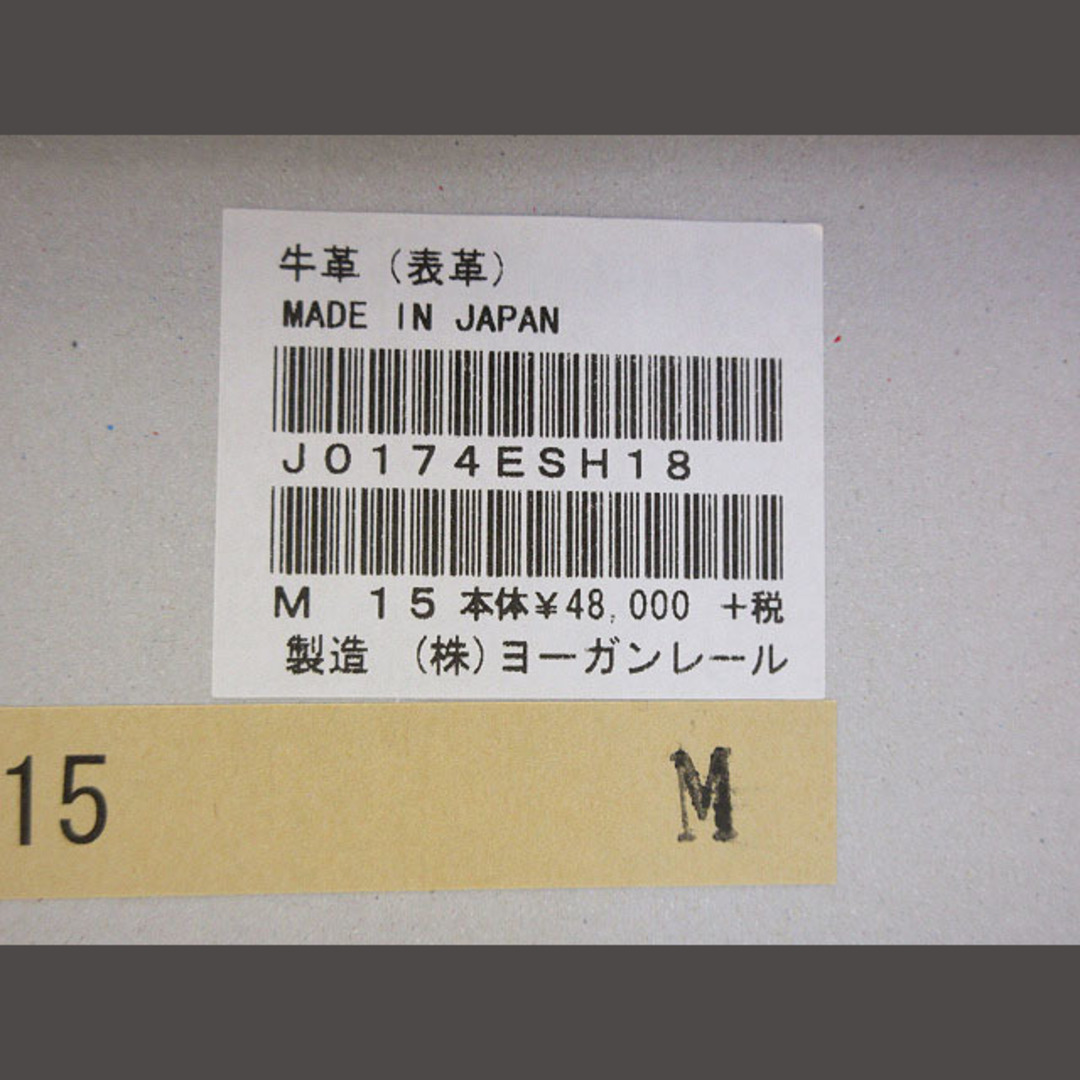 牛革（表革）
MADE IN JAPAN
J0174ESH18
M 15 本体¥48,000 +税
製造 (株)ヨーガンレール
15 M